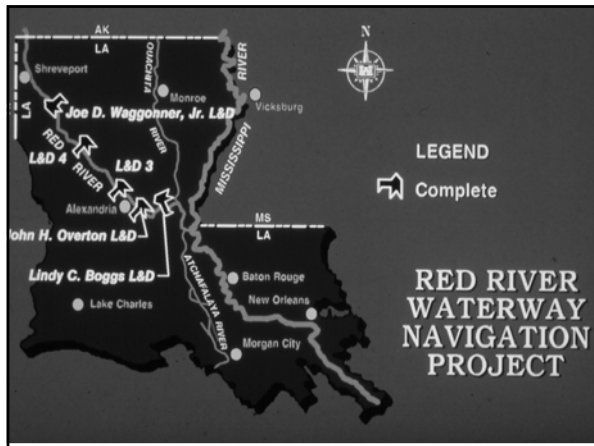 AK
LA
Shreveport
LA
OUACHITA
RIVER
Monroe
RIVER
MISSISSIPPI
Vicksburg
N
Joe D. Waggonner, Jr. L&D
L&D 4
RED
RIVER
L&D 3
Alexandria
John H. Overton L&D
Lindy C. Boggs L&D
MS
LA
ATCHAFALAYA RIVER
Baton Rouge
New Orleans
Lake Charles
Morgan City
LEGEND
Complete
RED RIVER
WATERWAY
NAVIGATION
PROJECT